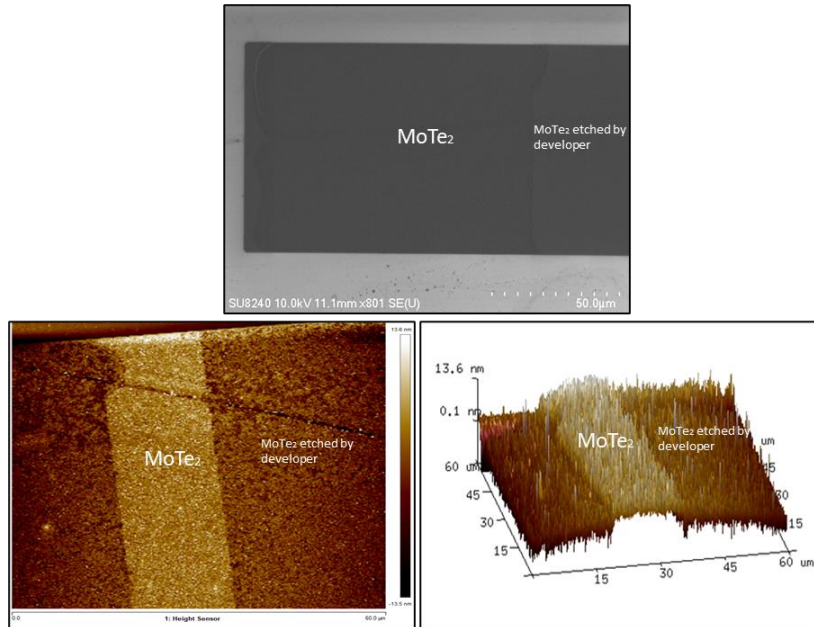 MoTe₂
MoTe₂ etched by
developer
SU8240 10.0kV 11.1mm x801 SE(U)
50.0µm
13.6 nm
MoTe₂
MoTe₂ etched by
developer
-13.5 nm
0.0
1: Height Sensor
60.0 µm
13.6 nm
0.1 nm
MoTe₂
MoTe₂ etched by
developer
um
60 um
45
45
30
30
15
15
15
30
45
60 um